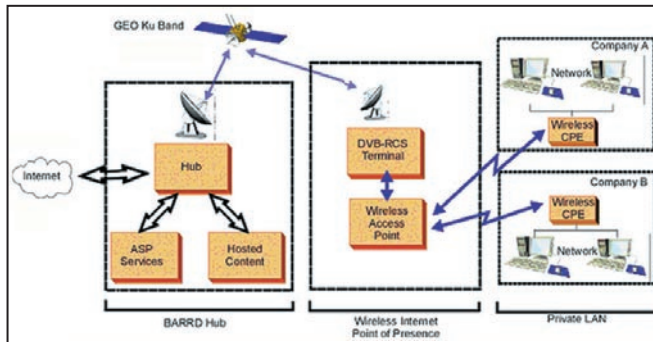 GEO Ku Band
Internet
Hub
ASP
Services
Hosted
Content
BARRD Hub
DVB-RCS
Terminal
Wireless
Access
Point
Wireless Internet
Point of Presence
Company A
Network
Wireless
CPE
Company B
Wireless
CPE
Network
Private LAN